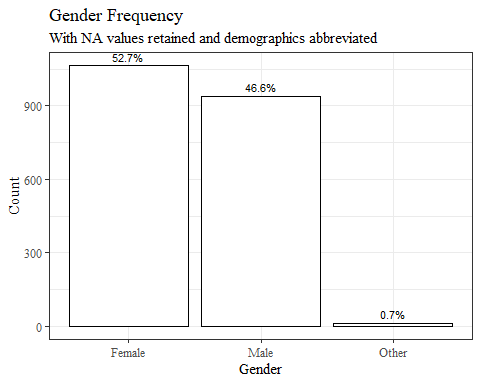 Gender Frequency
With NA values retained and demographics abbreviated
52.7%
46.6%
0.7%
900
600
300
0
Count
Female Male Other
Gender